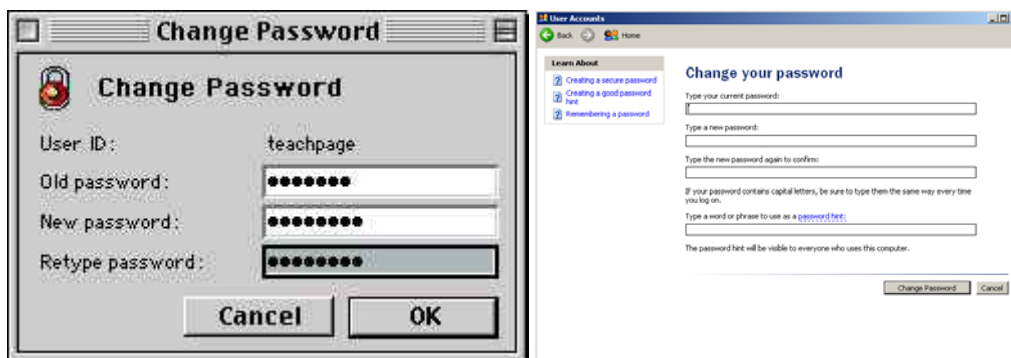 Change Password
Change Password
User ID: teachpage
Old password: •••••••
New password: ••••••••
Retype password: ••••••••
Cancel OK
User Accounts
Back Home
Learn About
Creating a secure password
Creating a good password
hint
Remembering a password
Change your password
Type your current password:
Type a new password:
Type the new password again to confirm:
If your password contains capital letters, be sure to type them the same way every time
you log on.
Type a word or phrase to use as a password hint:
The password hint will be visible to everyone who uses this computer.
Change Password Cancel